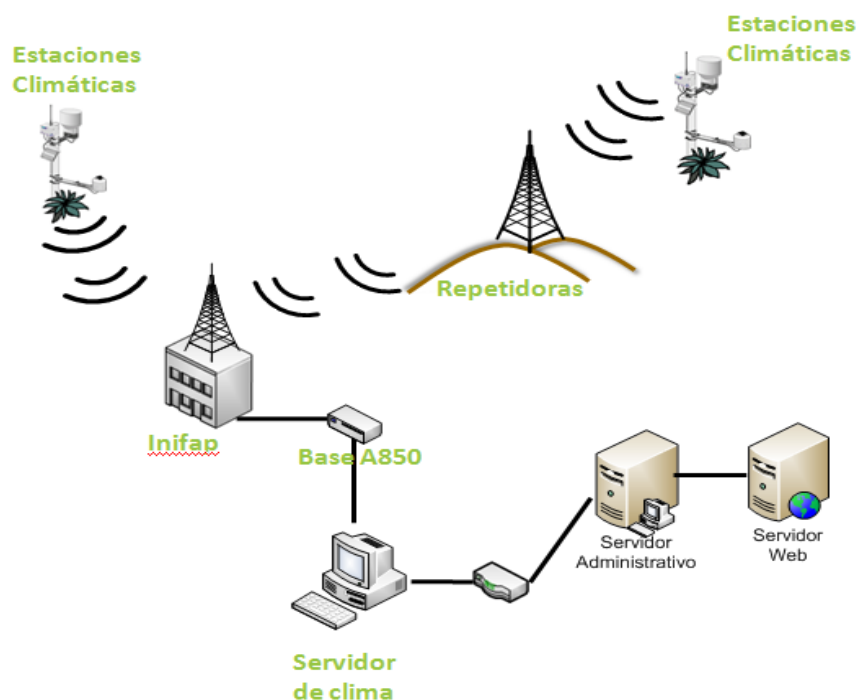 Estaciones
Climáticas
Estaciones
Climáticas
Repetidoras
Inifap
Base A850
Servidor
Administrativo
Servidor
Web
Servidor
de clima